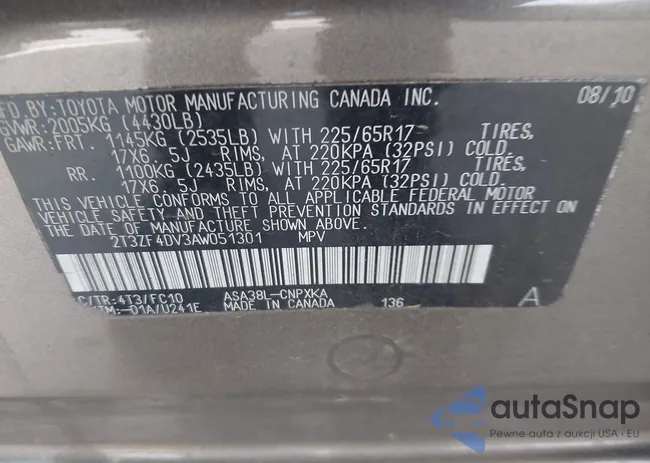 MFD BY: TOYOTA MOTOR MANUFACTURING CANADA INC. 08/10
GVWR: 2005KG (4430LB)
GAWR: FRT. 1145KG (2535LB) WITH 225/65R17 TIRES,
17X6.5J RIMS, AT 220KPA (32PSI) COLD.
RR. 1100KG (2435LB) WITH 225/65R17 TIRES,
17X6.5J RIMS, AT 220KPA (32PSI) COLD.
THIS VEHICLE CONFORMS TO ALL APPLICABLE FEDERAL MOTOR
VEHICLE SAFETY AND THEFT PREVENTION STANDARDS IN EFFECT ON
THE DATE OF MANUFACTURE SHOWN ABOVE.
2T3ZF4DV3AW051301 MPV
C/TR: 4T3/FC10 ASA38L-CNPXKA 136 A
TM:-01A/U241E MADE IN CANADA
autaSnap
Pewne auta z aukcji USA i EU